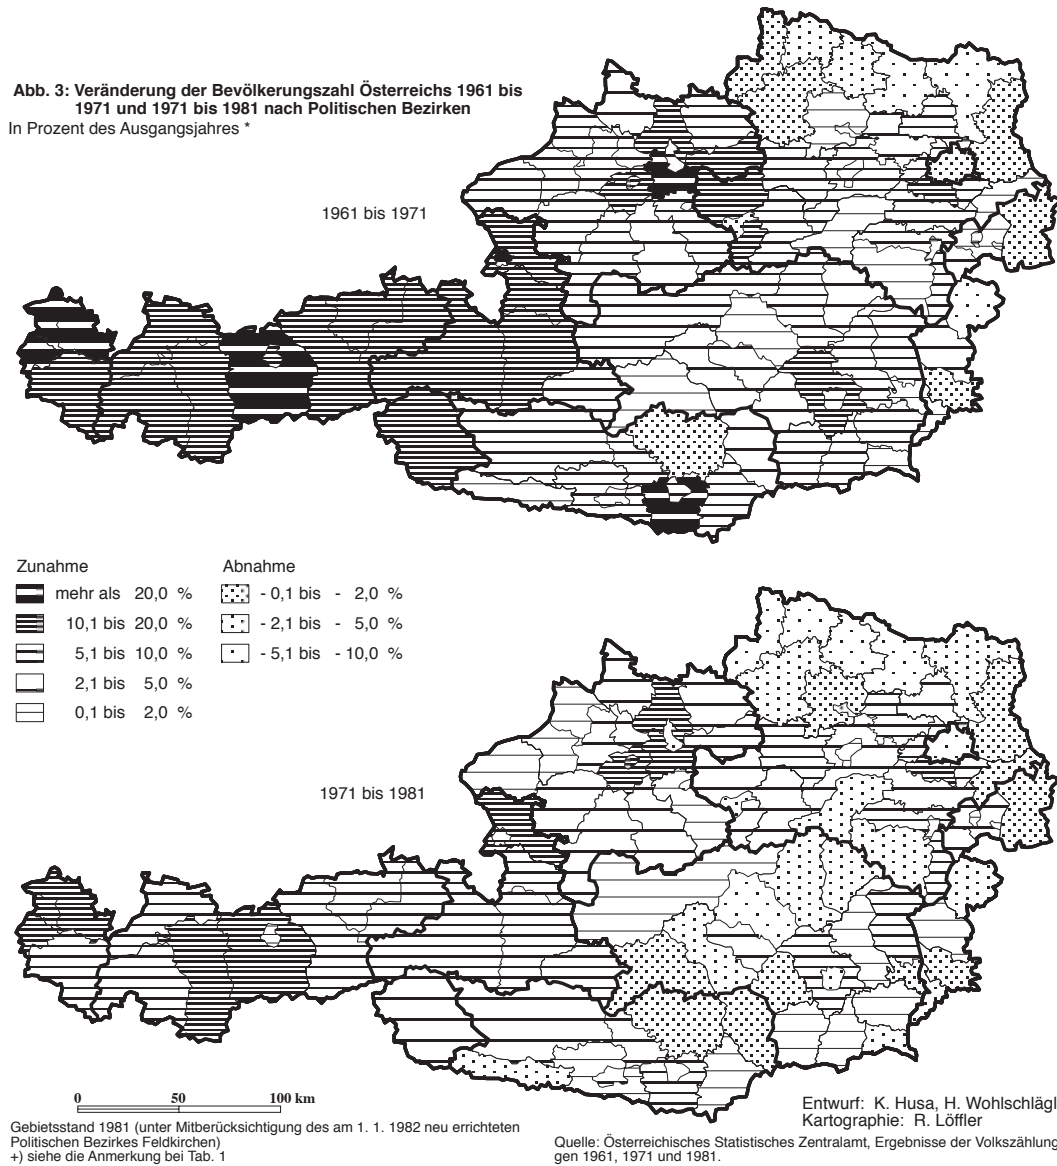 Abb. 3: Veränderung der Bevölkerungszahl Österreichs 1961 bis
1971 und 1971 bis 1981 nach Politischen Bezirken
In Prozent des Ausgangsjahres *
1961 bis 1971
Zunahme
mehr als 20,0 %
10,1 bis 20,0 %
5,1 bis 10,0 %
2,1 bis 5,0 %
0,1 bis 2,0 %
Abnahme
- 0,1 bis - 2,0 %
- 2,1 bis - 5,0 %
- 5,1 bis - 10,0 %
1971 bis 1981
0 50 100 km
Gebietsstand 1981 (unter Mitberücksichtigung des am 1. 1. 1982 neu errichteten
Politischen Bezirkes Feldkirchen)
+) siehe die Anmerkung bei Tab. 1
Entwurf: K. Husa, H. Wohlschlägl
Kartographie: R. Löffler
Quelle: Österreichisches Statistisches Zentralamt, Ergebnisse der Volkszählun-
gen 1961, 1971 und 1981.